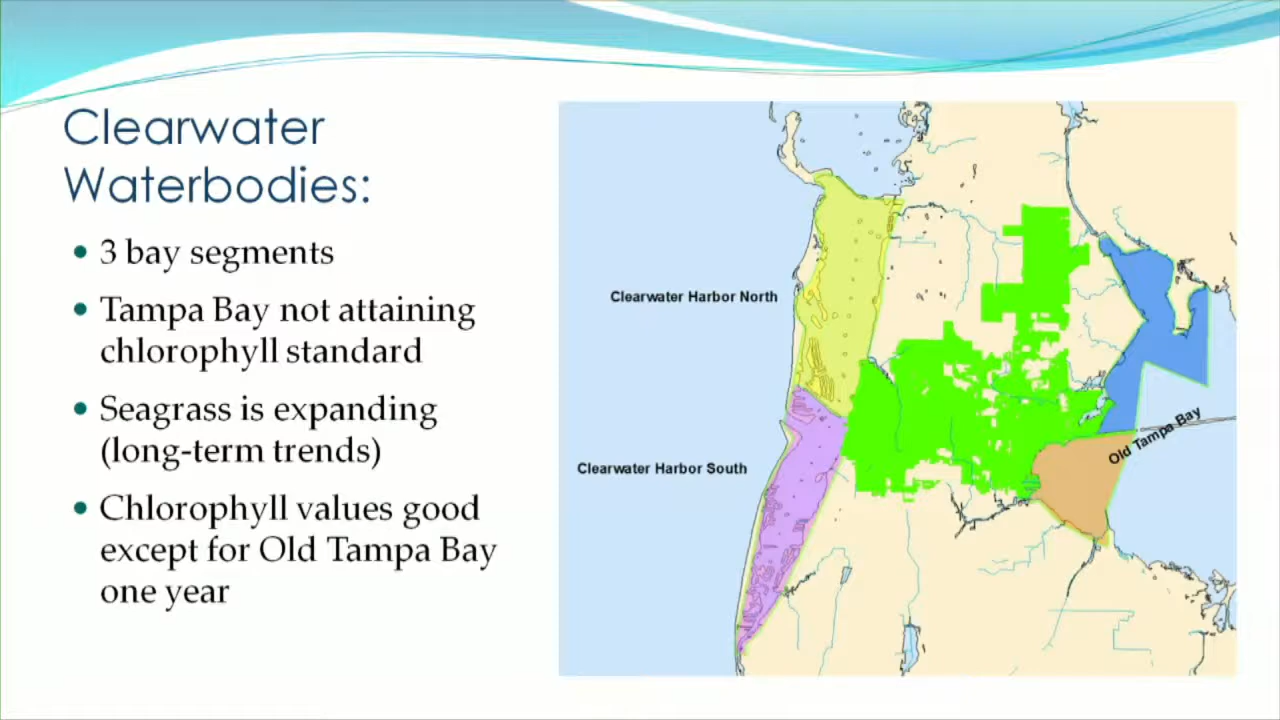 Clearwater
Waterbodies:
• 3 bay segments
• Tampa Bay not attaining
chlorophyll standard
• Seagrass is expanding
(long-term trends)
• Chlorophyll values good
except for Old Tampa Bay
one year
Clearwater Harbor North
Clearwater Harbor South
Old Tampa Bay